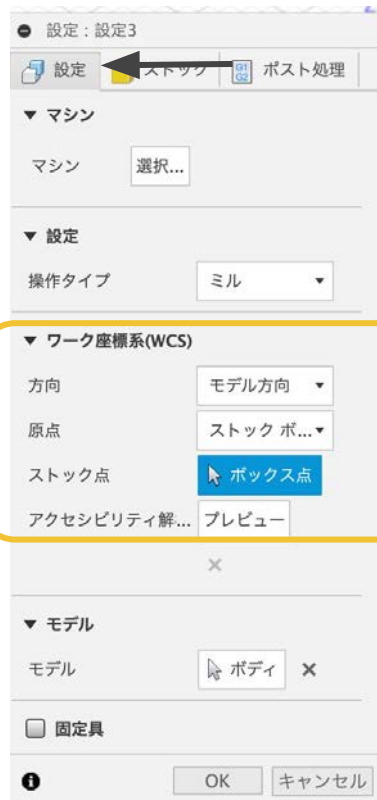 設定：設定3
設定 ストック G1 G2 ポスト処理
マシン
マシン 選択...
設定
操作タイプ ミル
ワーク座標系(WCS)
方向 モデル方向
原点 ストック ボ...
ストック点 ボックス点
アクセシビリティ解... プレビュー
モデル
モデル ボディ
固定具
OK キャンセル